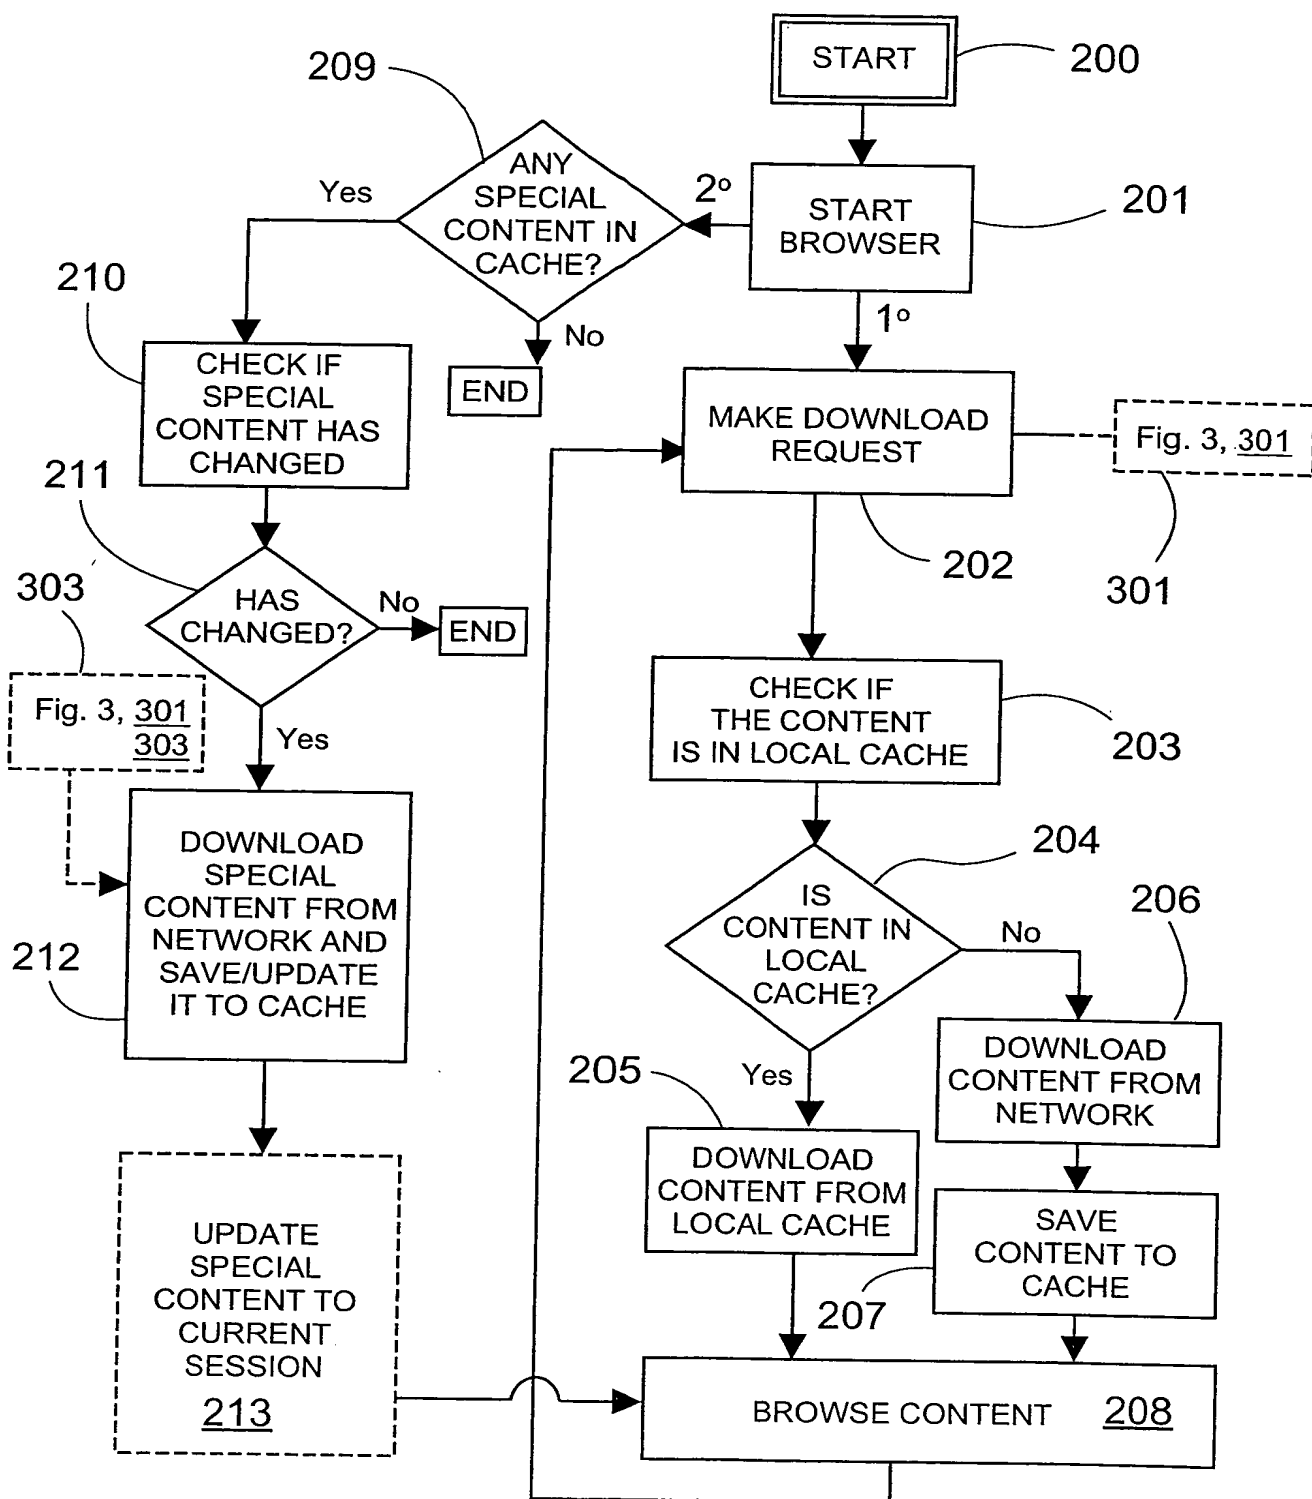 START
200
209
ANY
SPECIAL
CONTENT IN
CACHE?
Yes
2º
START
BROWSER
201
210
No
1º
END
CHECK IF
SPECIAL
CONTENT HAS
CHANGED
MAKE DOWNLOAD
REQUEST
Fig. 3, 301
202
301
211
303
HAS
CHANGED?
No
END
Fig. 3, 301
303
Yes
CHECK IF
THE CONTENT
IS IN LOCAL CACHE
203
DOWNLOAD
SPECIAL
CONTENT FROM
NETWORK AND
SAVE/UPDATE
IT TO CACHE
212
204
IS
CONTENT IN
LOCAL
CACHE?
No
206
Yes
205
DOWNLOAD
CONTENT FROM
NETWORK
DOWNLOAD
CONTENT FROM
LOCAL CACHE
SAVE
CONTENT TO
CACHE
207
UPDATE
SPECIAL
CONTENT TO
CURRENT
SESSION
213
BROWSE CONTENT 208